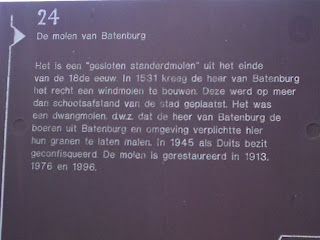 24
De molen van Batenburg
Het is een "gesloten standerdmolen" uit het einde
van de 18de eeuw. In 1531 kreeg de heer van Batenburg
het recht een windmolen te bouwen. Deze werd op meer
dan schootsafstand van de stad geplaatst. Het was
een dwangmolen, d.w.z. dat de heer van Batenburg de
boeren uit Batenburg en omgeving verplichtte hier
hun granen te laten malen. In 1945 als Duits bezit
geconfisqueerd. De molen is gerestaureerd in 1913,
1976 en 1996.